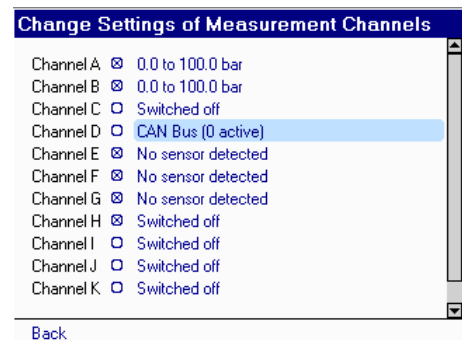 Change Settings of Measurement Channels
Channel A 0.0 to 100.0 bar
Channel B 0.0 to 100.0 bar
Channel C Switched off
Channel D CAN Bus (0 active)
Channel E No sensor detected
Channel F No sensor detected
Channel G No sensor detected
Channel H Switched off
Channel I Switched off
Channel J Switched off
Channel K Switched off
Back